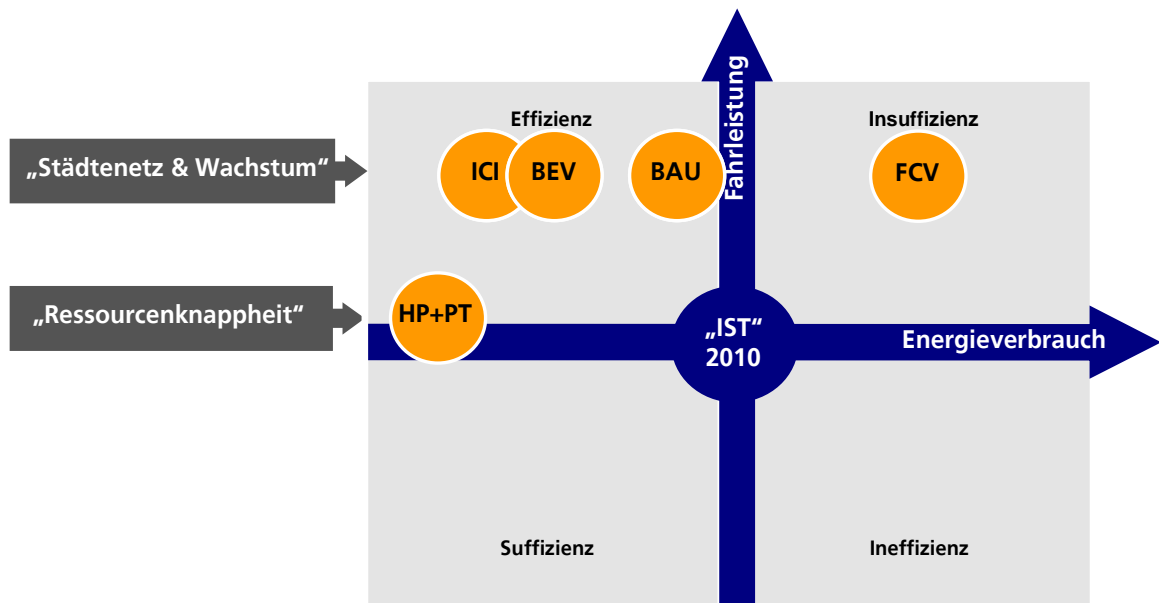 Effizienz
Insuffizienz
„Städtenetz & Wachstum“
ICI
BEV
BAU
Fahrleistung
FCV
„Ressourcenknappheit“
HP+PT
„IST“
2010
Energieverbrauch
Suffizienz
Ineffizienz